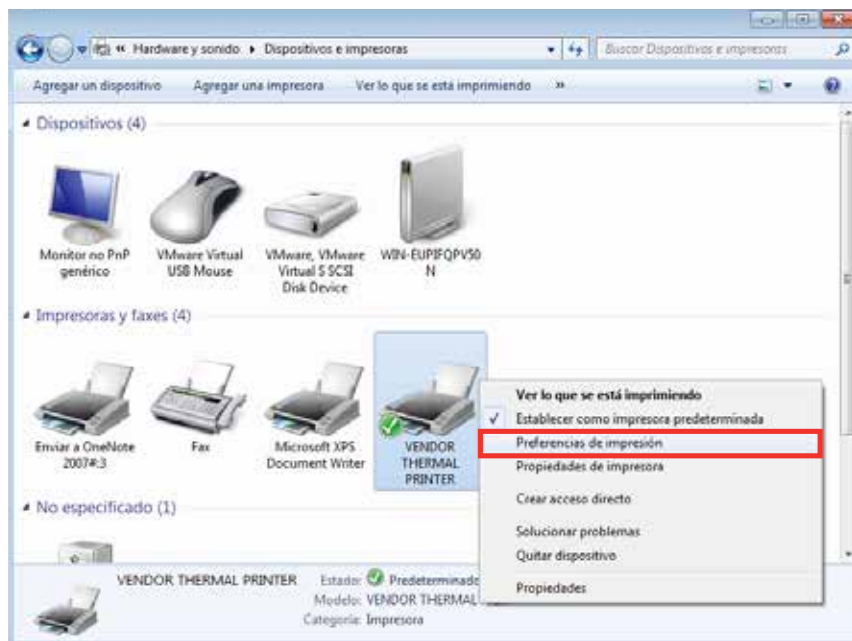 « Hardware y sonido ▸ Dispositivos e impresoras
Buscar Dispositivos e impresoras
Agregar un dispositivo Agregar una impresora Ver lo que se está imprimiendo »
Dispositivos (4)
Monitor no PnP
genérico
VMware Virtual
USB Mouse
VMware, VMware
Virtual S SCSI
Disk Device
WIN-EUPIFQPV50
N
Impresoras y faxes (4)
Enviar a OneNote
2007#:3
Fax
Microsoft XPS
Document Writer
VENDOR
THERMAL
PRINTER
Ver lo que se está imprimiendo
Establecer como impresora predeterminada
Preferencias de impresión
Propiedades de impresora
Crear acceso directo
Solucionar problemas
Quitar dispositivo
Propiedades
No especificado (1)
VENDOR THERMAL PRINTER Estado: Predeterminado
Modelo: VENDOR THERMAL
Categoría: Impresora